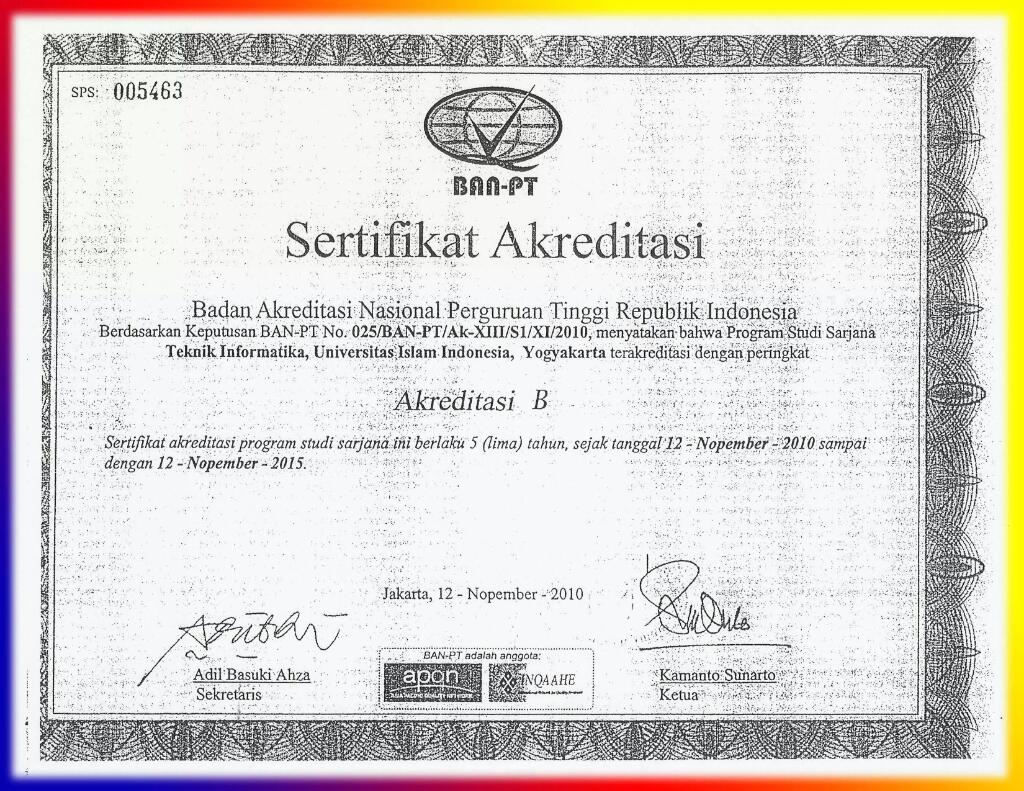 SPS: 005463
BAN-PT
Sertifikat Akreditasi
Badan Akreditasi Nasional Perguruan Tinggi Republik Indonesia
Berdasarkan Keputusan BAN-PT No. 025/BAN-PT/Ak-XIII/S1/XI/2010, menyatakan bahwa Program Studi Sarjana
Teknik Informatika, Universitas Islam Indonesia, Yogyakarta terakreditasi dengan peringkat
Akreditasi B
Sertifikat akreditasi program studi sarjana ini berlaku 5 (lima) tahun, sejak tanggal 12 - Nopember - 2010 sampai
dengan 12 - Nopember - 2015.
Jakarta, 12 - Nopember - 2010
BAN-PT adalah anggota:
apqn
ASIA-PACIFIC QUALITY NETWORK
INQAAHE
Adil Basuki Ahza
Sekretaris
Kamanto Sunarto
Ketua